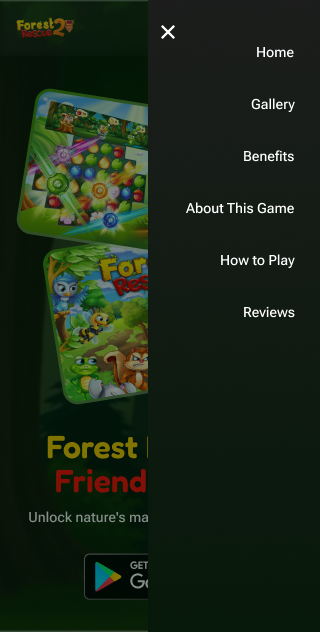 Forest
Rescue 2
Home
Gallery
Benefits
About This Game
How to Play
Reviews
Forest
Friend
Unlock nature's ma
GET